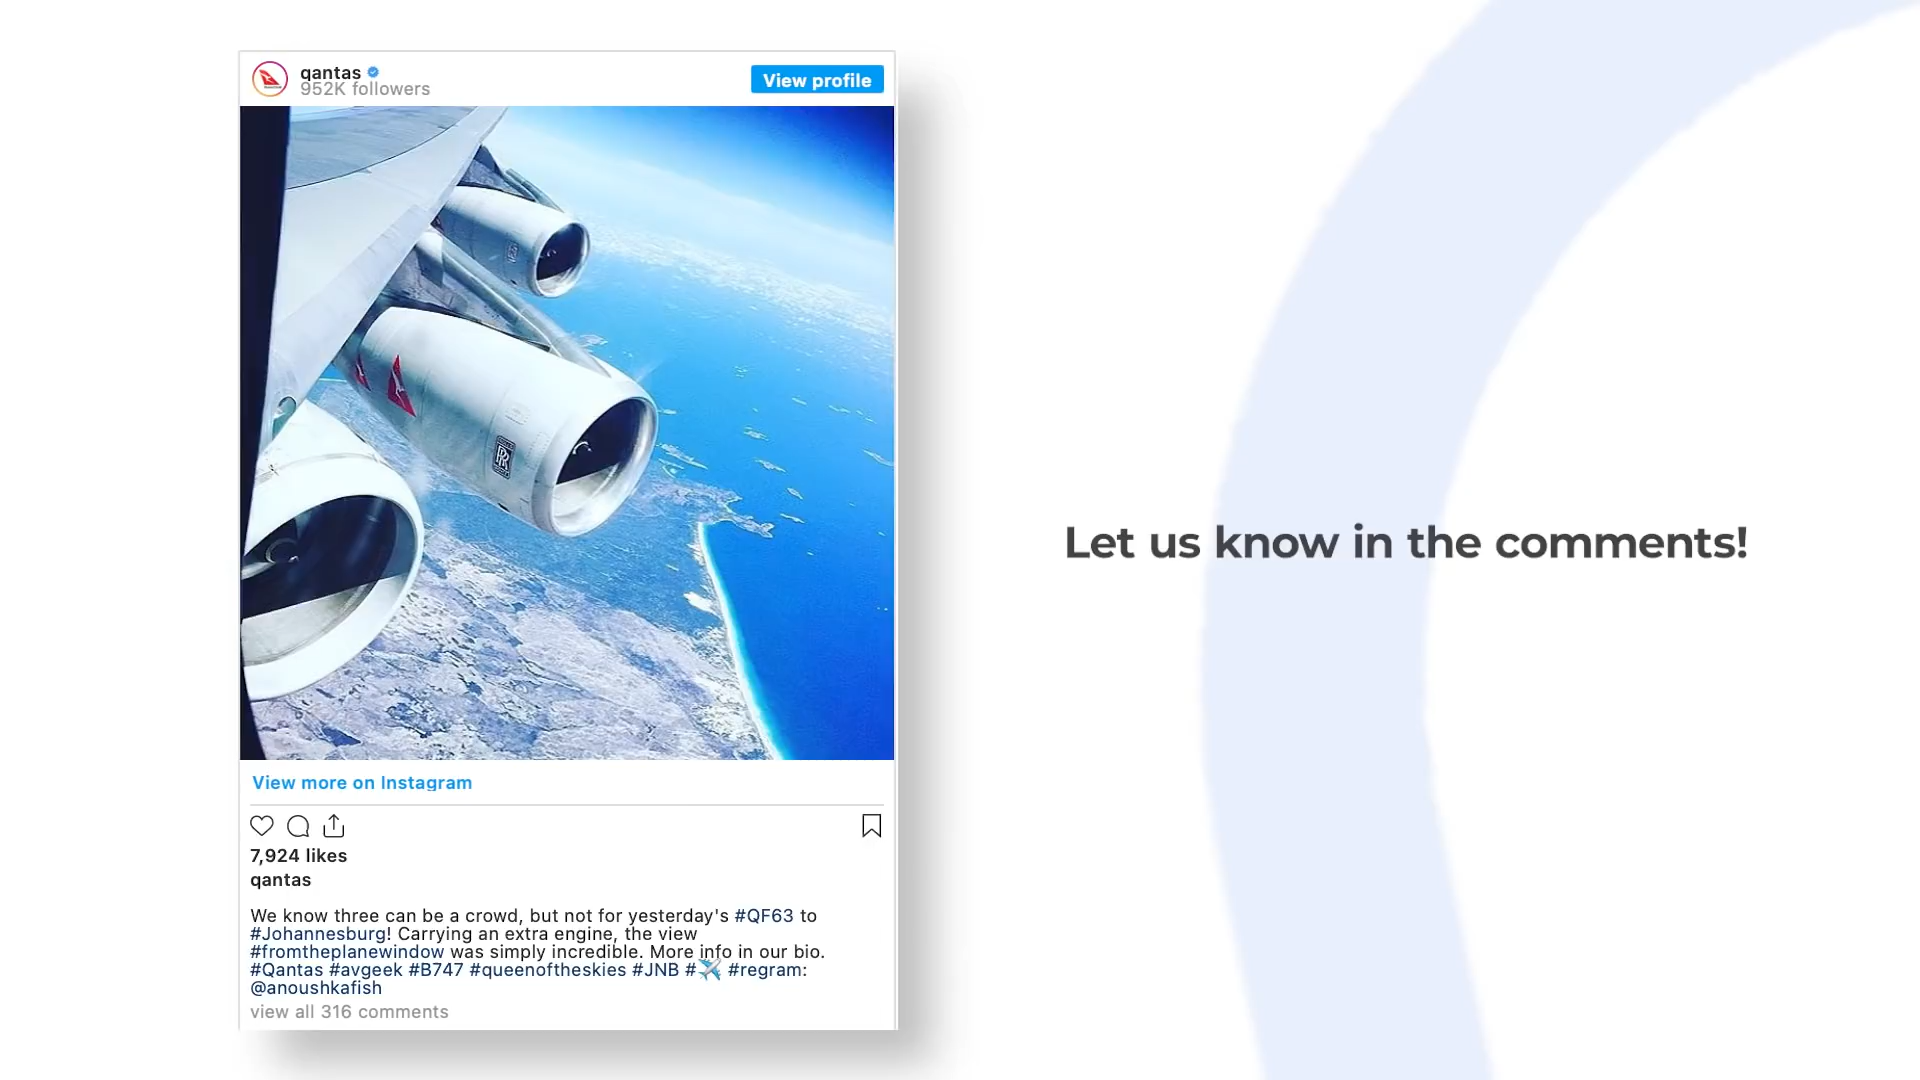 qantas
952K followers
View profile
View more on Instagram
7,924 likes
qantas
We know three can be a crowd, but not for yesterday's #QF63 to
#Johannesburg! Carrying an extra engine, the view
#fromtheplanewindow was simply incredible. More info in our bio.
#Qantas #avgeek #B747 #queenoftheskies #JNB #✈️ #regram:
@anoushkafish
view all 316 comments
Let us know in the comments!